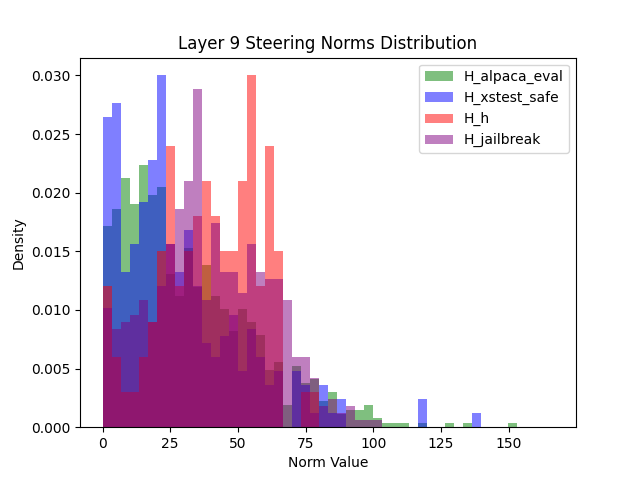 Layer 9 Steering Norms Distribution
H_alpaca_eval
H_xstest_safe
H_h
H_jailbreak
0.030
0.025
0.020
0.015
0.010
0.005
0.000
Density
0 25 50 75 100 125 150
Norm Value